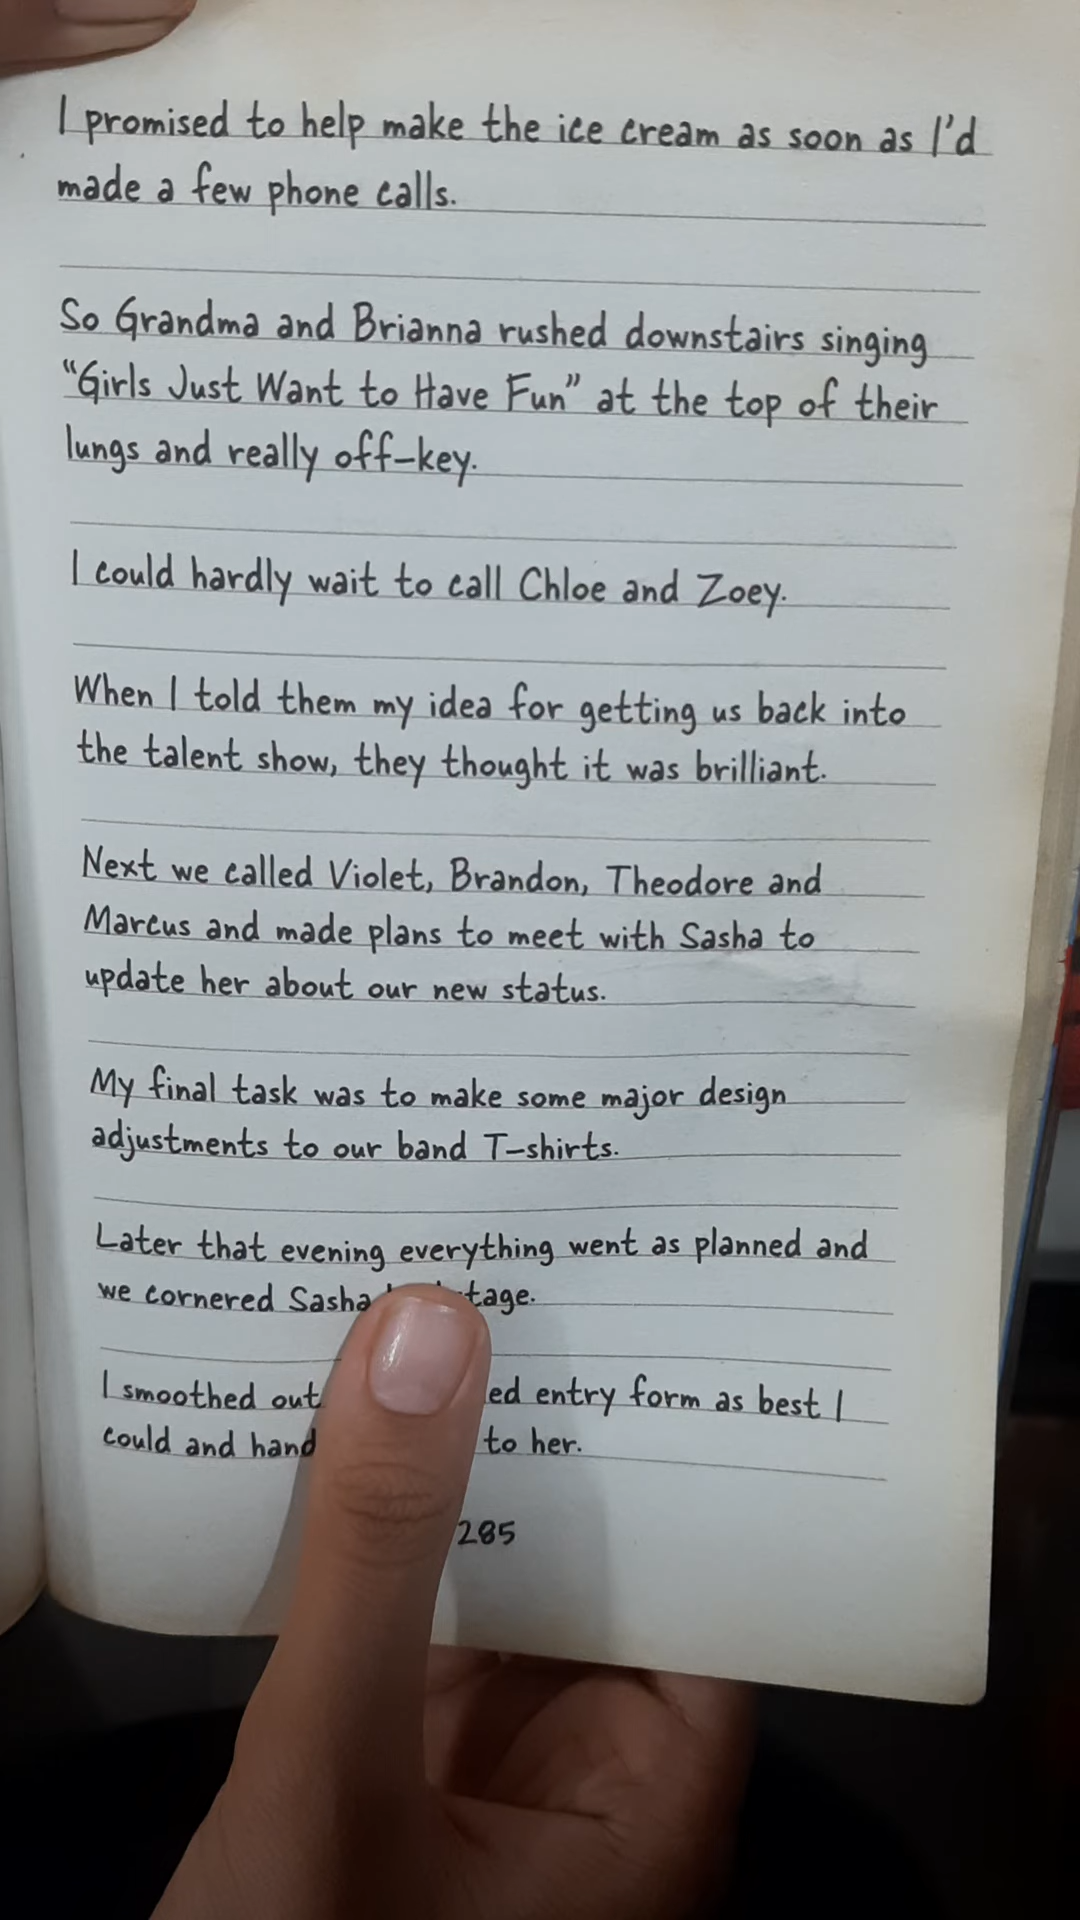 I promised to help make the ice cream as soon as I'd
made a few phone calls.
So Grandma and Brianna rushed downstairs singing
“Girls Just Want to Have Fun” at the top of their
lungs and really off-key.
I could hardly wait to call Chloe and Zoey.
When I told them my idea for getting us back into
the talent show, they thought it was brilliant.
Next we called Violet, Brandon, Theodore and
Marcus and made plans to meet with Sasha to
update her about our new status.
My final task was to make some major design
adjustments to our band T-shirts.
Later that evening everything went as planned and
we cornered Sasha
I smoothed out entry form as best I
could and to her.
285